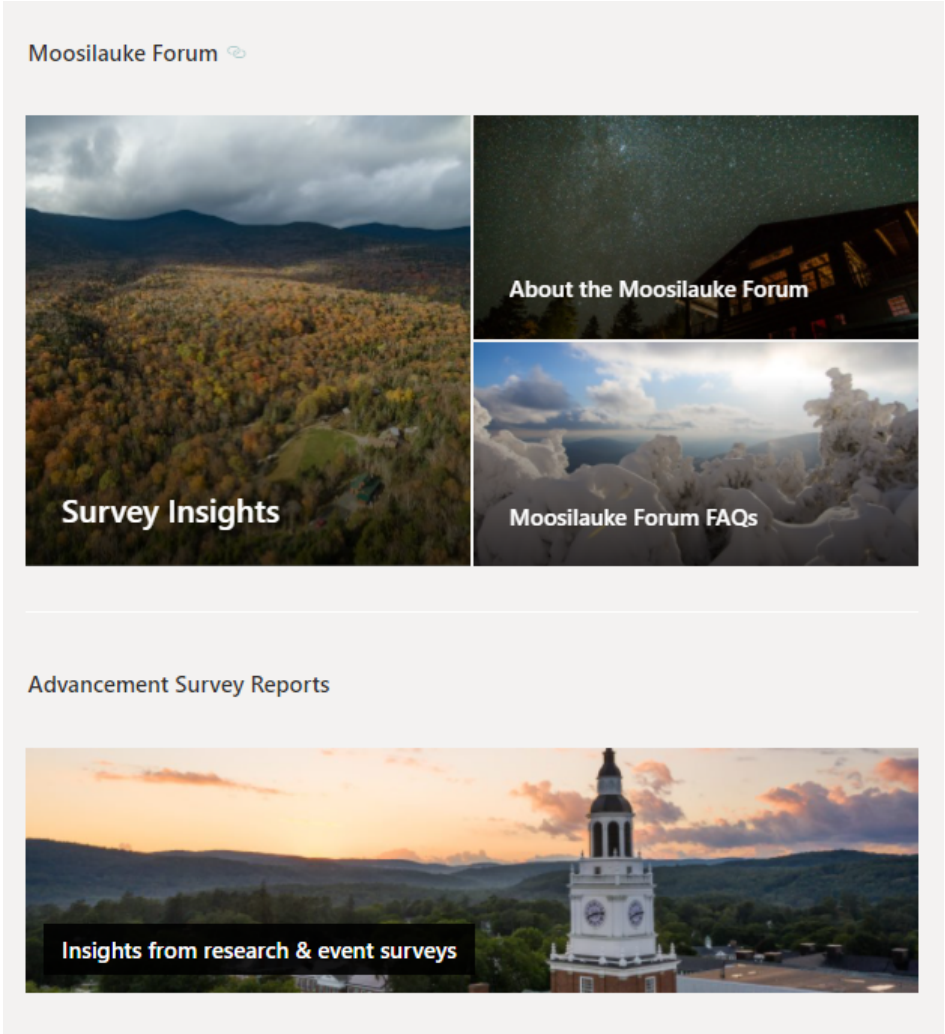 Moosilauke Forum
About the Moosilauke Forum
Survey Insights
Moosilauke Forum FAQs
Advancement Survey Reports
Insights from research & event surveys